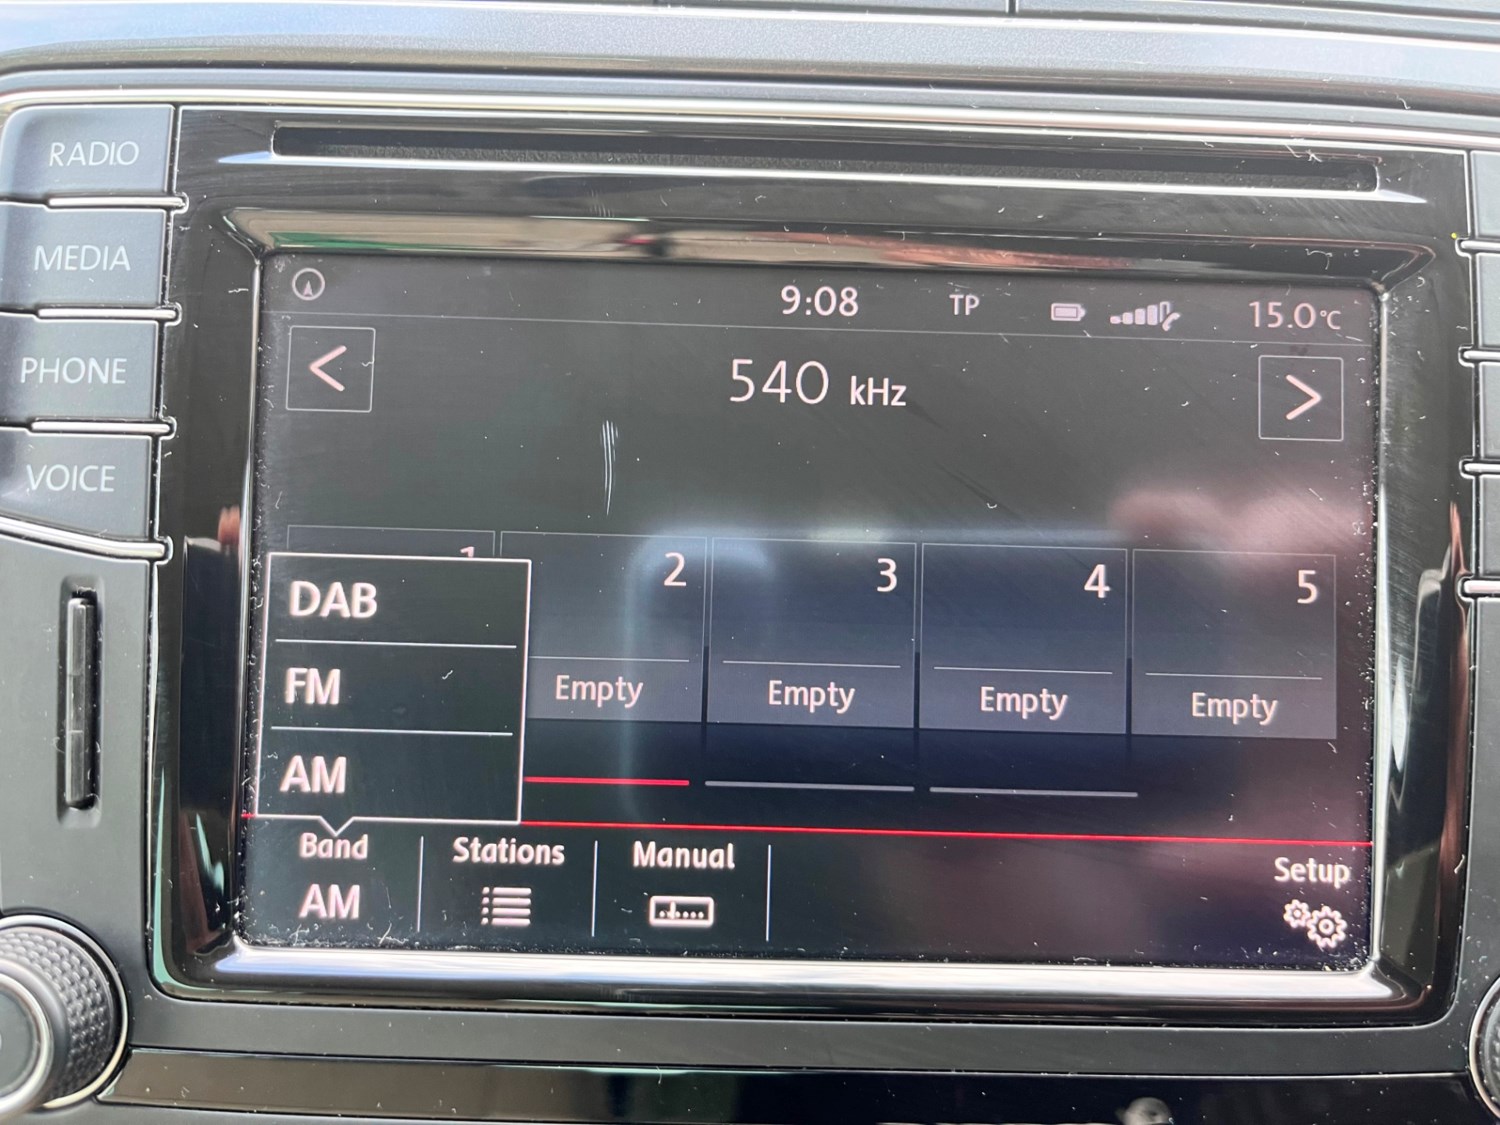 RADIO
MEDIA
PHONE
VOICE
9:08 TP 15.0°C
<
540 kHz
>
1 2 3 4 5
DAB
FM
AM
Empty Empty Empty Empty
Band Stations Manual Setup
AM